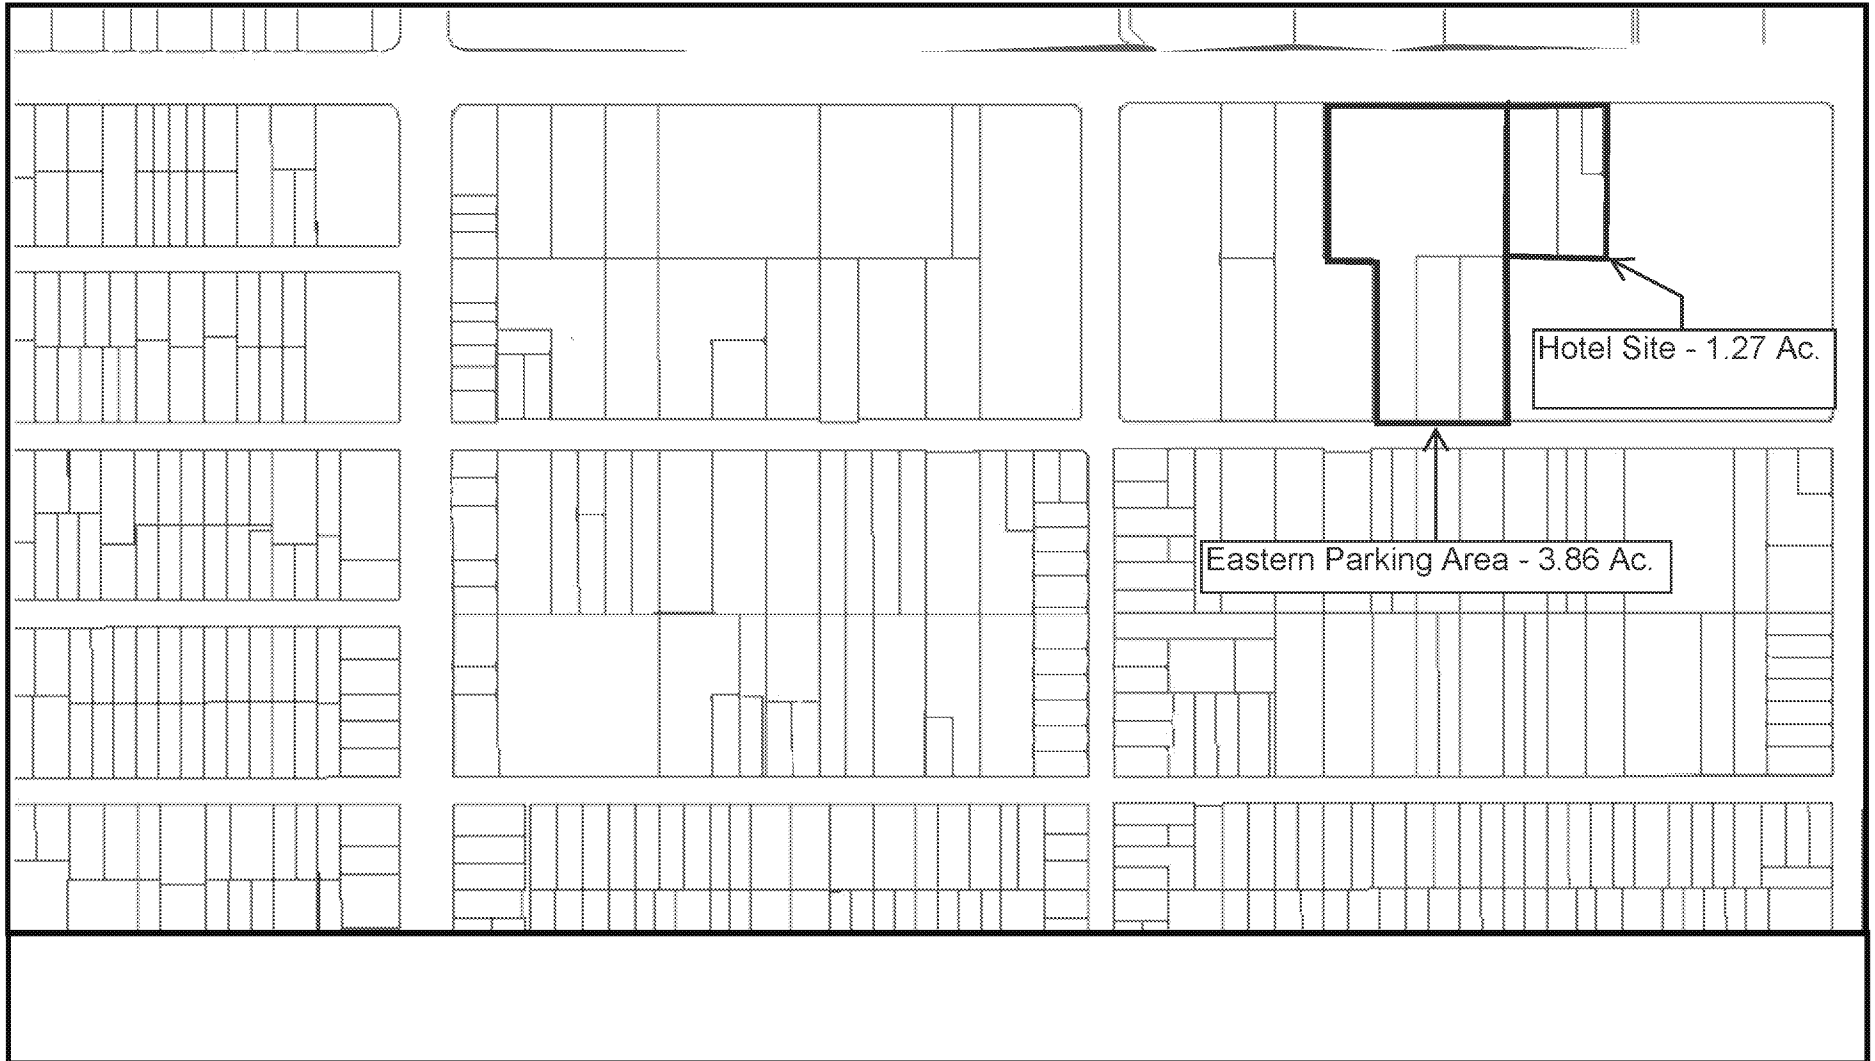 Hotel Site - 1.27 Ac.
Eastern Parking Area - 3.86 Ac.